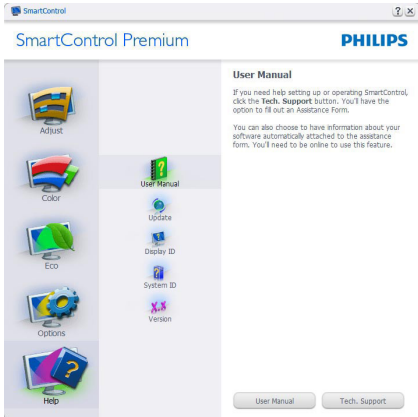 SmartControl
SmartControl Premium
PHILIPS
Adjust
Color
Eco
Options
Help
User Manual
Update
Display ID
System ID
Version
User Manual
If you need help setting up or operating SmartControl,
click the Tech. Support button. You'll have the
option to fill out an Assistance Form.
You can also choose to have information about your
software automatically attached to the assistance
form. You'll need to be online to use this feature.
User Manual
Tech. Support